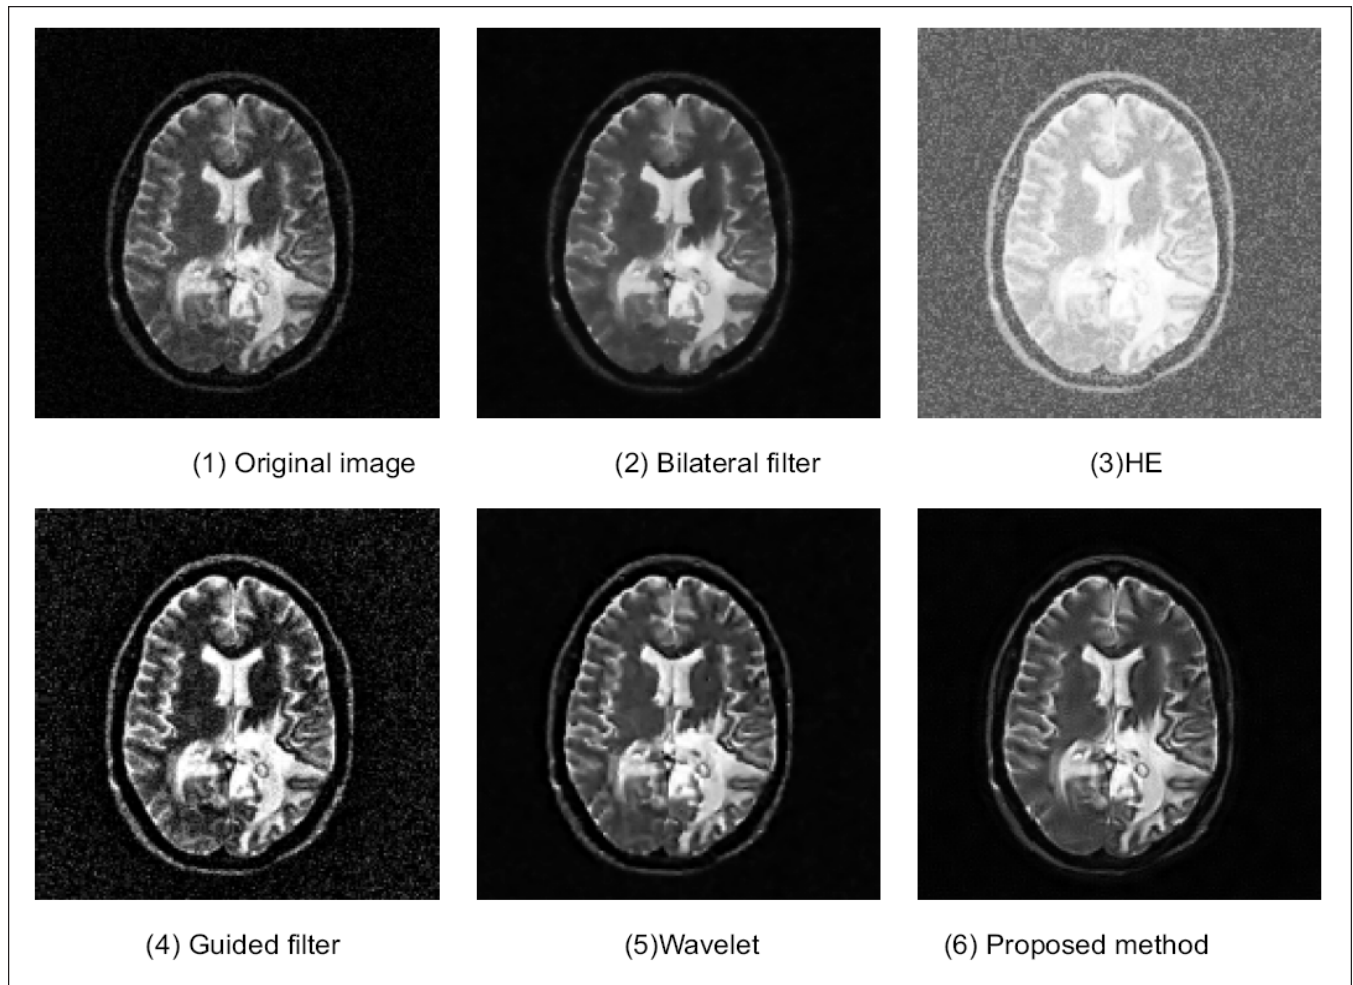 (1) Original image
(2) Bilateral filter
(3)HE
(4) Guided filter
(5)Wavelet
(6) Proposed method